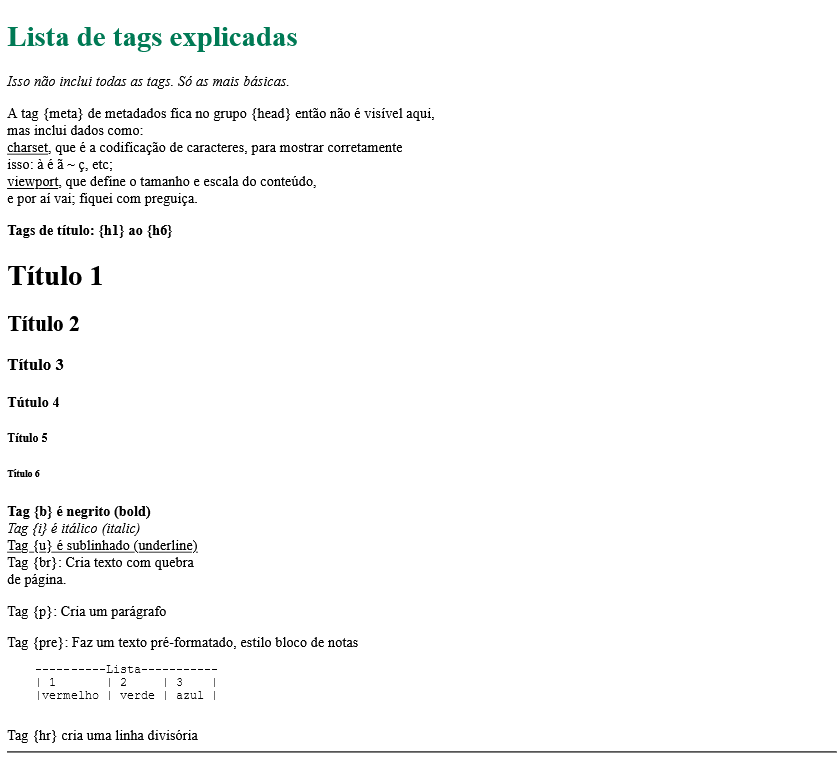 Lista de tags explicadas
Isso não inclui todas as tags. Só as mais básicas.
A tag {meta} de metadados fica no grupo {head} então não é visível aqui,
mas inclui dados como:
charset, que é a codificação de caracteres, para mostrar corretamente
isso: à é ã ~ ç, etc;
viewport, que define o tamanho e escala do conteúdo,
e por aí vai; fiquei com preguiça.
Tags de título: {h1} ao {h6}
Título 1
Título 2
Título 3
Tútulo 4
Título 5
Título 6
Tag {b} é negrito (bold)
Tag {i} é itálico (italic)
Tag {u} é sublinhado (underline)
Tag {br}: Cria texto com quebra
de página.
Tag {p}: Cria um parágrafo
Tag {pre}: Faz um texto pré-formatado, estilo bloco de notas
----------Lista-----------
| 1       | 2     | 3    |
|vermelho | verde | azul |
Tag {hr} cria uma linha divisória